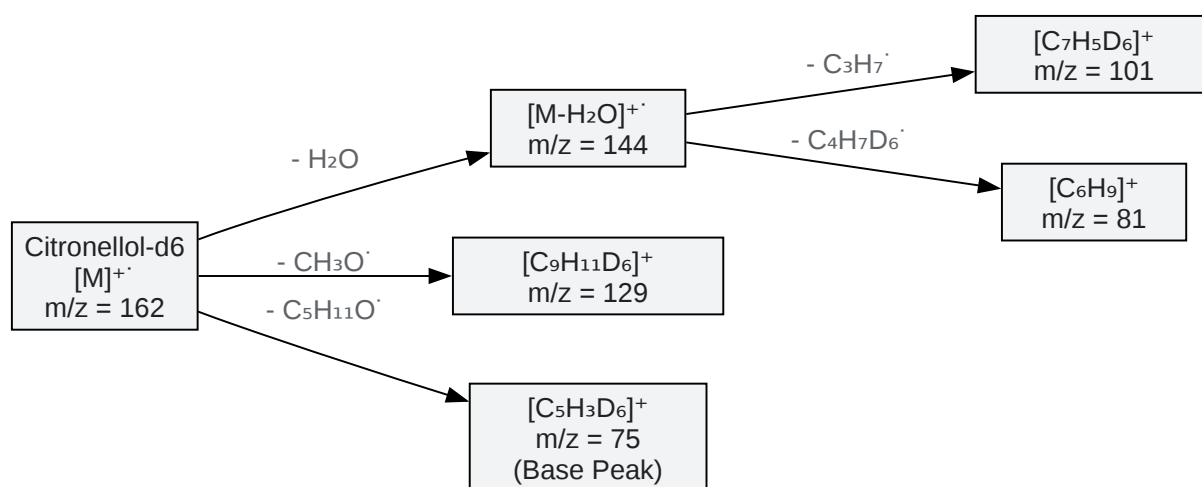 Citronellol-d6
[M]⁺˙
m/z = 162
- H₂O
- CH₃O˙
- C₅H₁₁O˙
[M-H₂O]⁺˙
m/z = 144
[C₉H₁₁D₆]⁺
m/z = 129
[C₅H₃D₆]⁺
m/z = 75
(Base Peak)
- C₃H₇˙
- C₄H₇D₆˙
[C₇H₅D₆]⁺
m/z = 101
[C₆H₉]⁺
m/z = 81